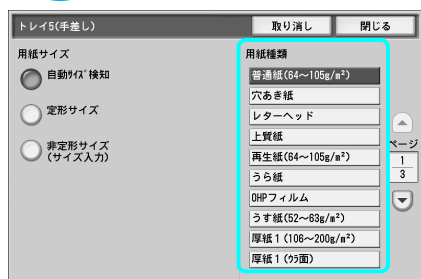 トレイ5(手差し)
取り消し
閉じる
用紙サイズ
自動ｻｲｽﾞ検知
定形サイズ
非定形サイズ
(サイズ入力)
用紙種類
普通紙(64〜105g/m²)
穴あき紙
レターヘッド
上質紙
再生紙(64〜105g/m²)
うら紙
OHPフィルム
うす紙(52〜63g/m²)
厚紙１(106〜200g/m²)
厚紙１(ｳﾗ面)
ページ
1
3